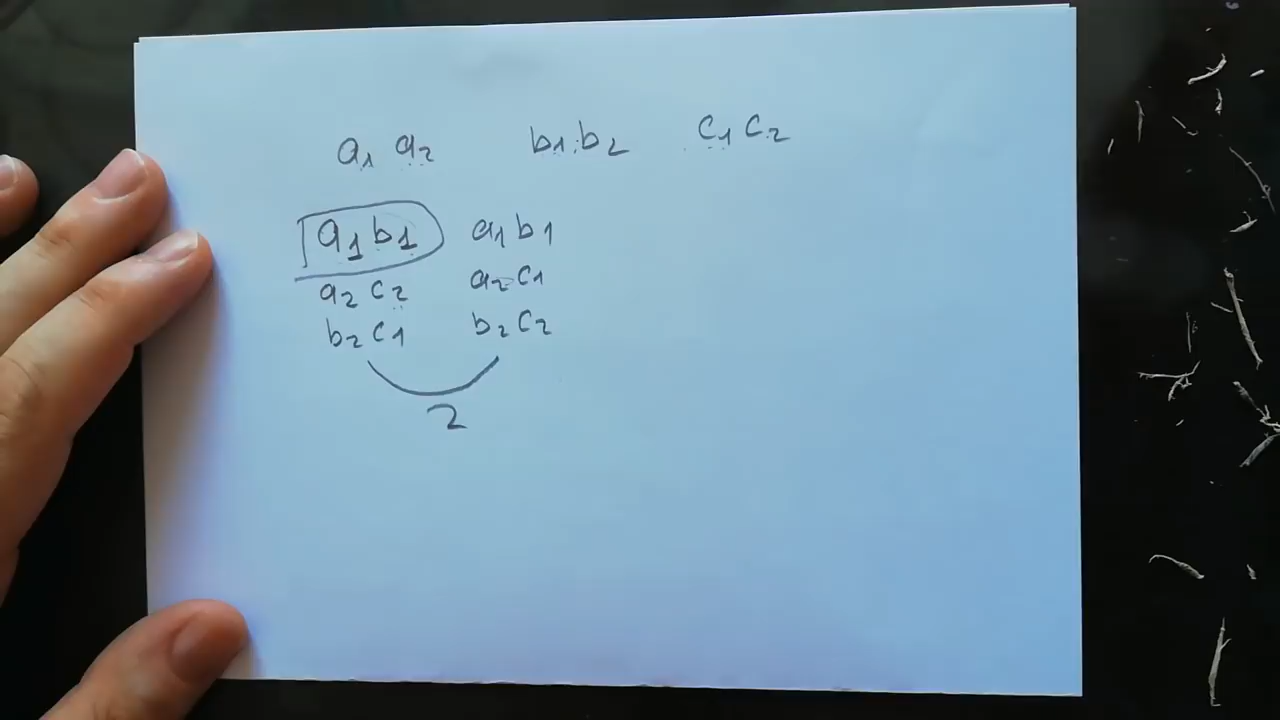 a₁ a₂ b₁ b₂ c₁ c₂
a₁ b₁ a₁ b₁
a₂ c₂ a₂ c₁
b₂ c₁ b₂ c₂
2